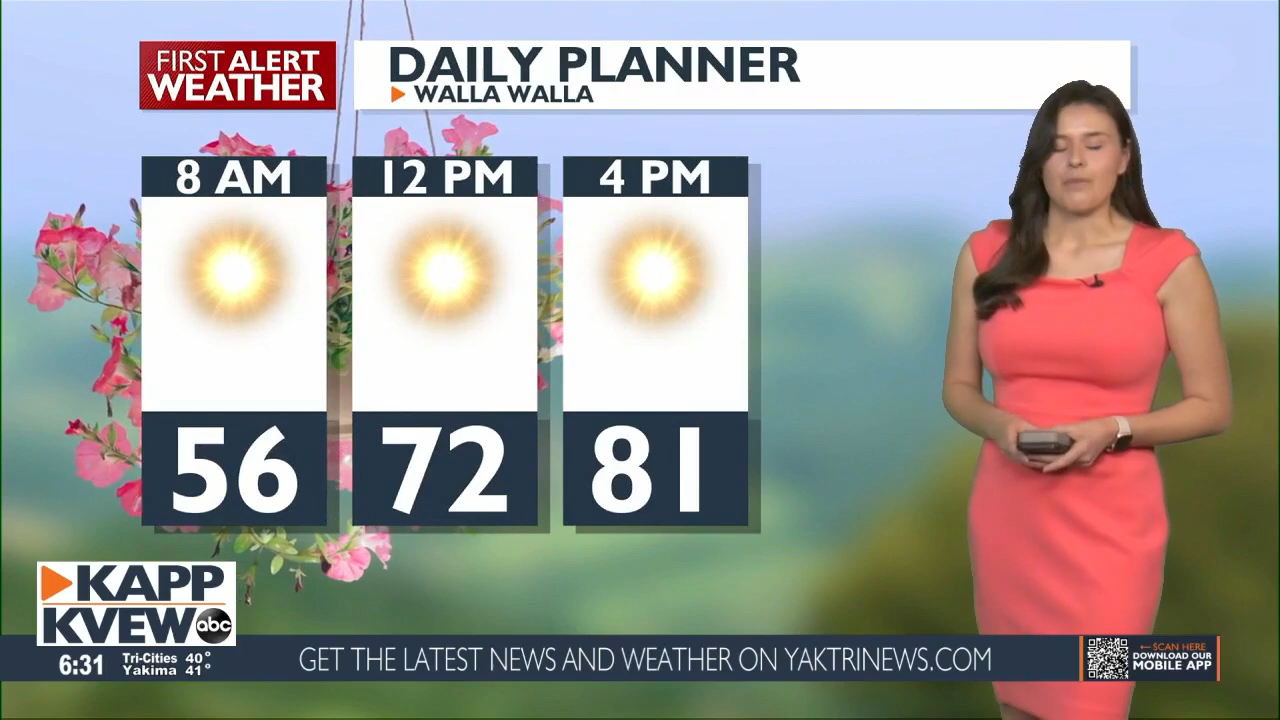 FIRST ALERT
WEATHER
DAILY PLANNER
WALLA WALLA
8 AM
12 PM
4 PM
56
72
81
KAPP
KVEW abc
6:31
Tri-Cities 40°
Yakima 41°
GET THE LATEST NEWS AND WEATHER ON YAKTRINEWS.COM
←SCAN HERE
DOWNLOAD OUR
MOBILE APP